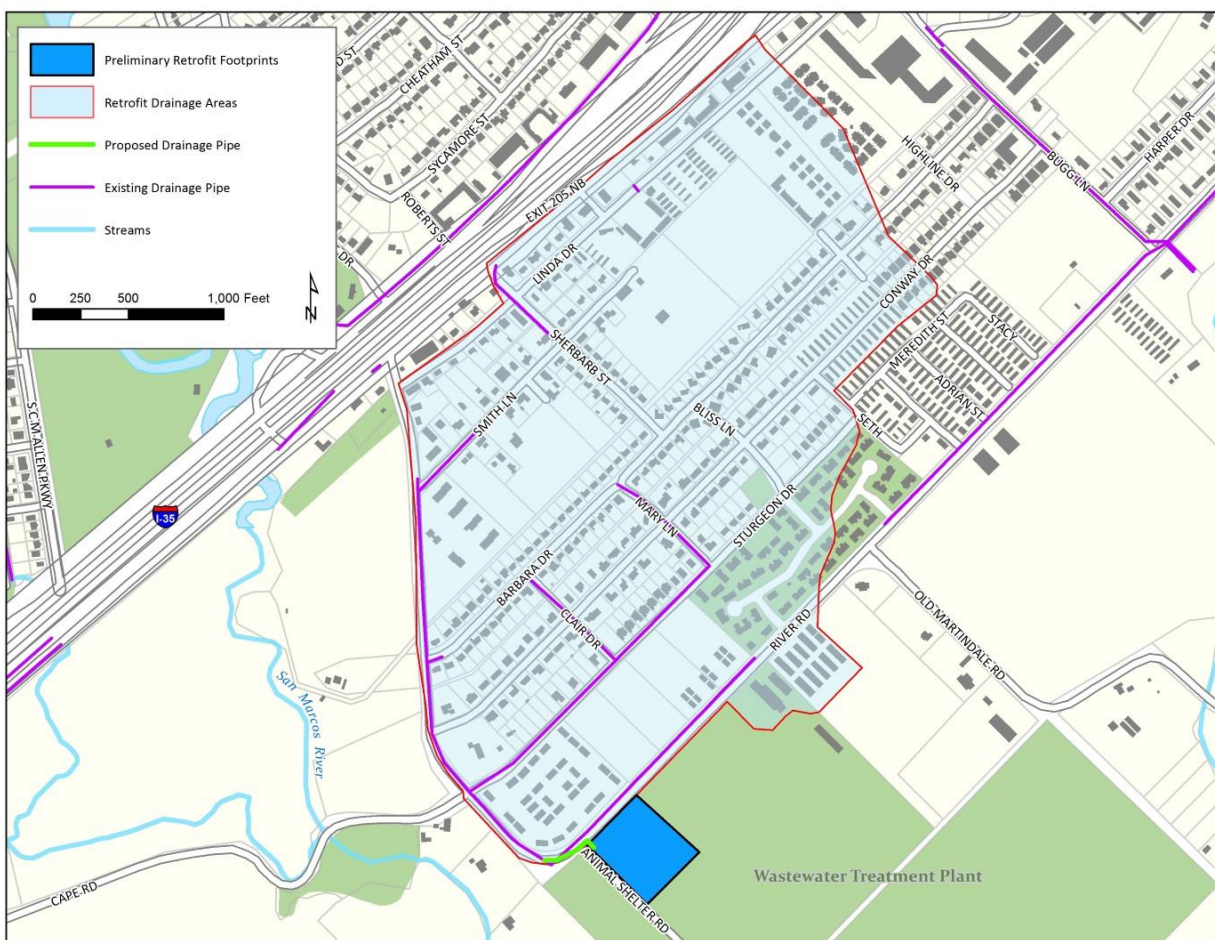 Preliminary Retrofit Footprints
Retrofit Drainage Areas
Proposed Drainage Pipe
Existing Drainage Pipe
Streams
N
0 250 500 1,000 Feet
D ST
CHEATHAM ST
SYCAMORE ST
ROBERTS ST
DR
EXIT 205 NB
HIGHLINE DR
BUGG LN
HARPER DR
LINDA DR
CONWAY DR
SHERBARB ST
MEREDITH ST
STACY
ADRIAN ST
SETH
S C M ALLEN PKWY
SMITH LN
BLISS LN
I-35
MARY LN
STURGEON DR
BARBARA DR
CLAIR DR
RIVER RD
OLD MARTINDALE RD
San Marcos River
CAPE RD
ANIMAL SHELTER RD
Wastewater Treatment Plant